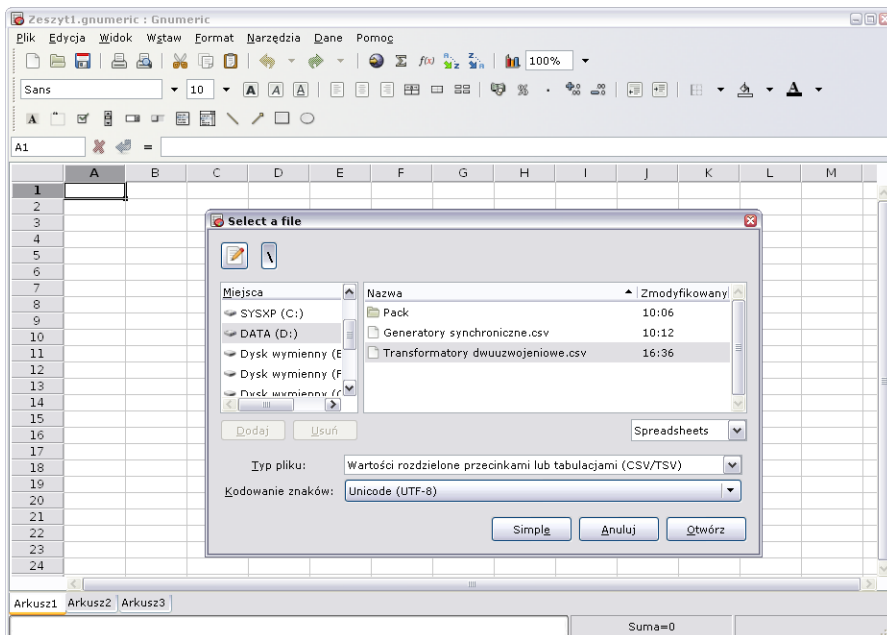 Zeszyt1.gnumeric : Gnumeric
Plik Edycja Widok Wstaw Format Narzędzia Dane Pomoc
f(x) 100%
Sans 10 A A A %
A
A1 =
A B C D E F G H I J K L M
1
2
3
4
5
6
7
8
9
10
11
12
13
14
15
16
17
18
19
20
21
22
23
24
Select a file
\
Miejsca
SYSXP (C:)
DATA (D:)
Dysk wymienny (E
Dysk wymienny (F
Dysk wymienny (G
Nazwa Zmodyfikowany
Pack 10:06
Generatory synchroniczne.csv 10:12
Transformatory dwuuzwojeniowe.csv 16:36
Dodaj Usuń
Spreadsheets
Typ pliku: Wartości rozdzielone przecinkami lub tabulacjami (CSV/TSV)
Kodowanie znaków: Unicode (UTF-8)
Simple Anuluj Otwórz
Arkusz1 Arkusz2 Arkusz3
Suma=0